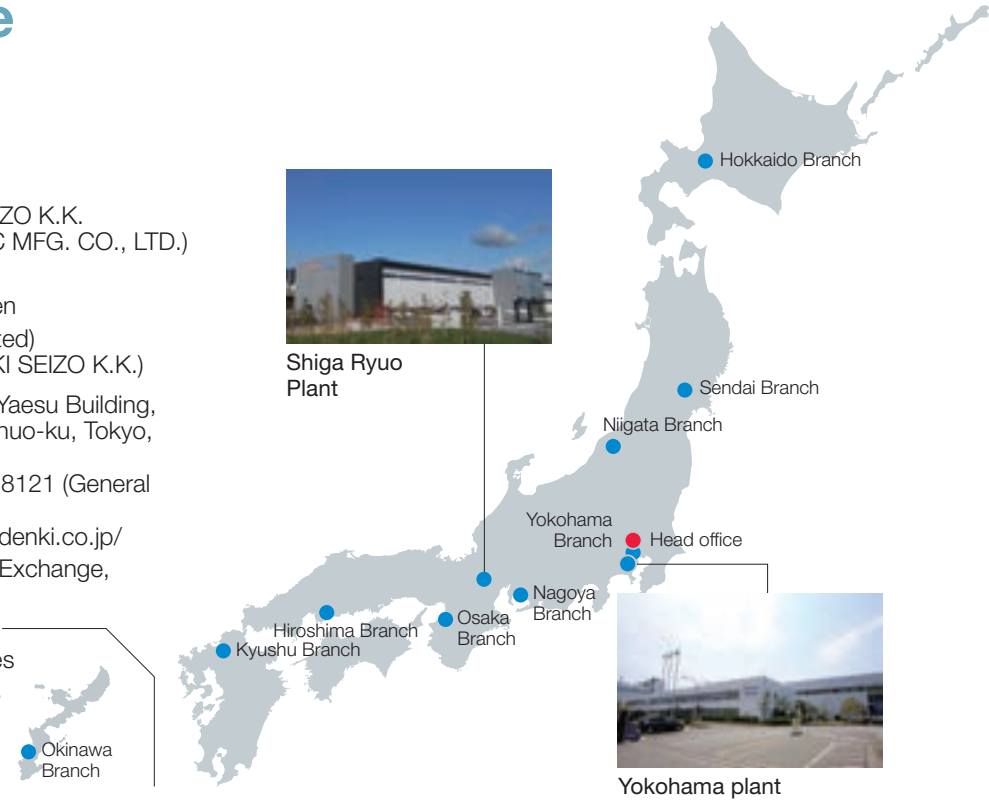 e
ZO K.K.
C MFG. CO., LTD.)
en
ted)
KI SEIZO K.K.)
Yaesu Building,
nuo-ku, Tokyo,
8121 (General
denki.co.jp/
Exchange,
es
Okinawa
Branch
Shiga Ryuo
Plant
Hokkaido Branch
Sendai Branch
Niigata Branch
Yokohama
Branch
Head office
Nagoya
Branch
Osaka
Branch
Hiroshima Branch
Kyushu Branch
Yokohama plant